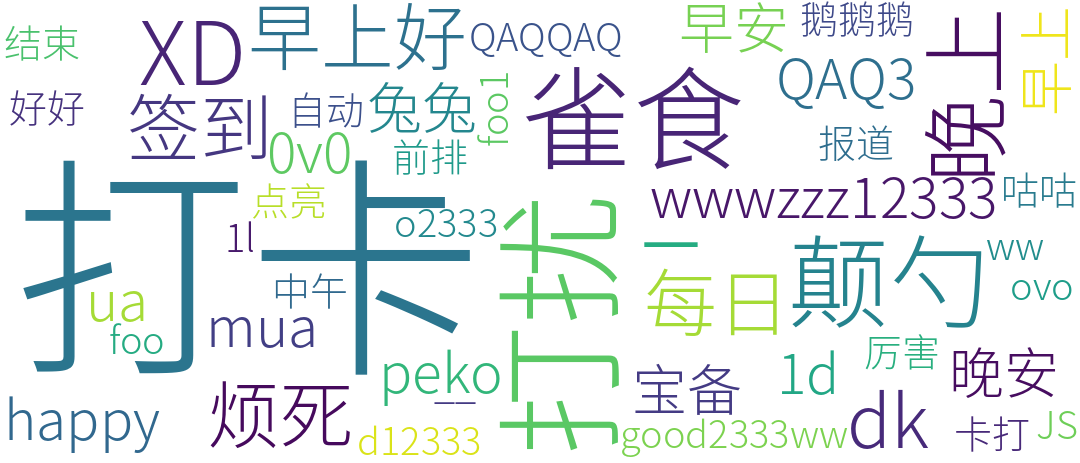 结束
XD
早上好
QAQQAQ
早安
鹅鹅鹅
早上
好好
签到
自动
兔兔
foo1
雀食
QAQ3
晚上
0v0
前排
报道
点亮
打卡
1l
o2333
打扰
wwwzzz12333
咕咕
一
ww
中午
ua
mua
foo
每日
颠勺
ovo
peko
__
1d
厉害
宝备
晚安
happy
烦死
d12333
good2333ww
dk
卡打
JS